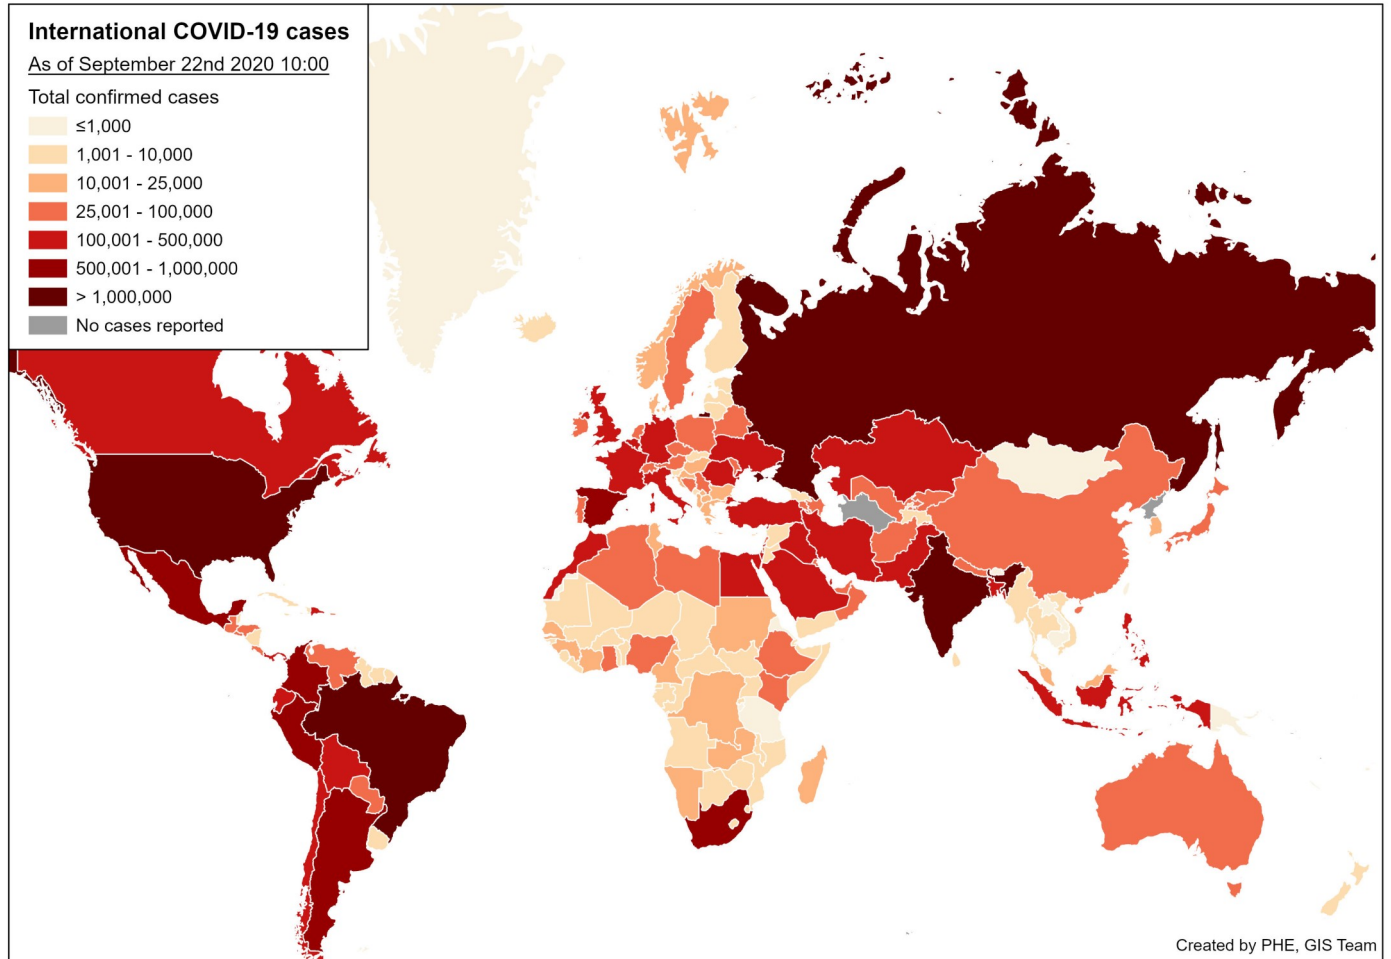 International COVID-19 cases
As of September 22nd 2020 10:00
Total confirmed cases
≤1,000
1,001 - 10,000
10,001 - 25,000
25,001 - 100,000
100,001 - 500,000
500,001 - 1,000,000
> 1,000,000
No cases reported
Created by PHE, GIS Team